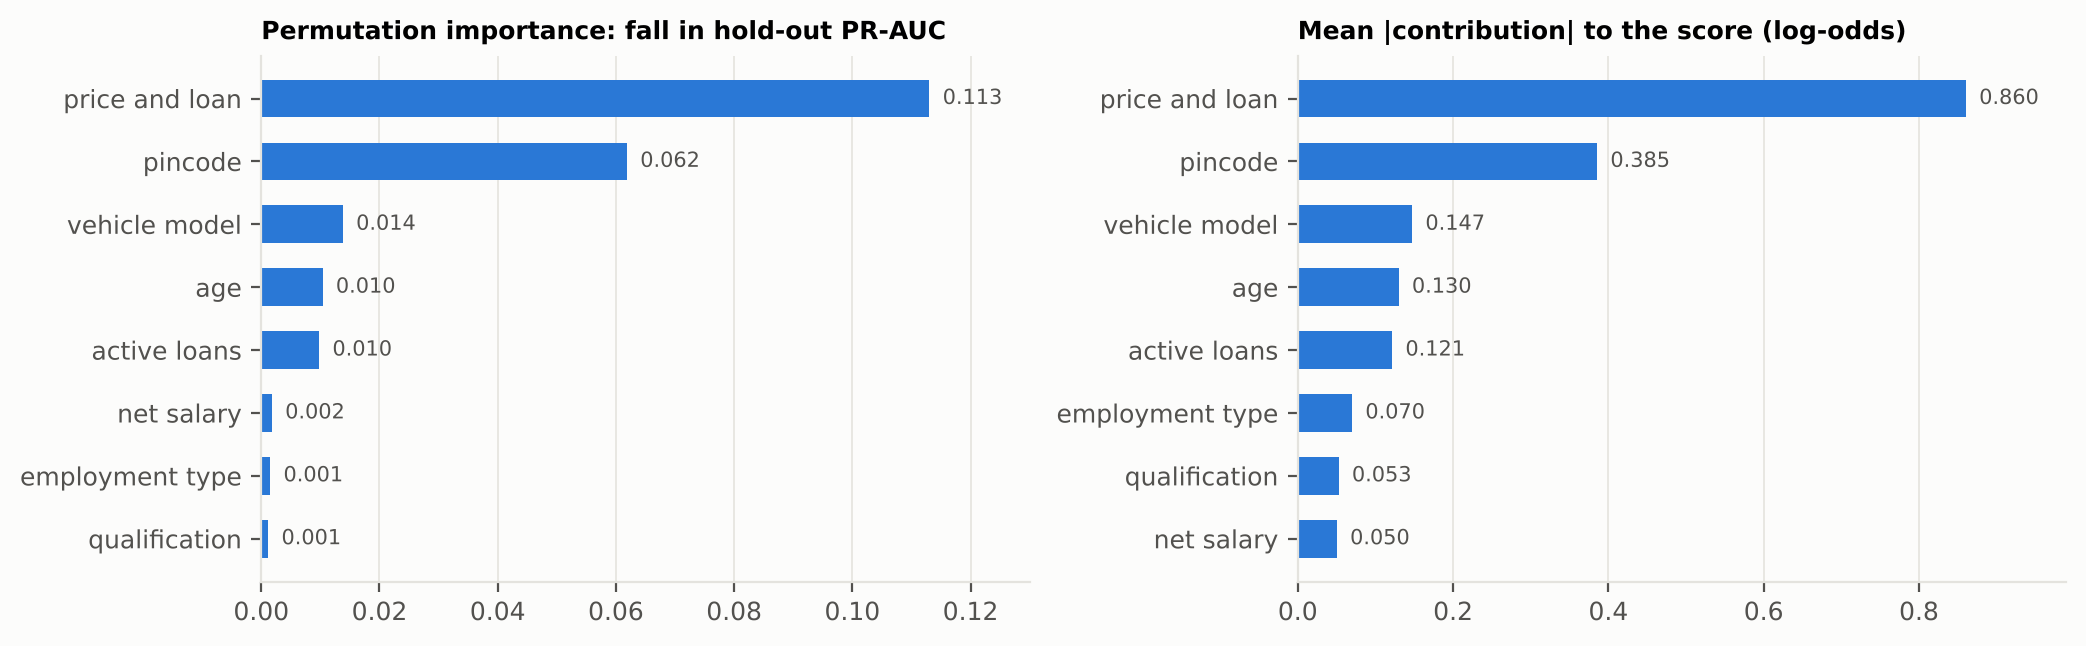 Permutation importance: fall in hold-out PR-AUC
price and loan 0.113
pincode 0.062
vehicle model 0.014
age 0.010
active loans 0.010
net salary 0.002
employment type 0.001
qualification 0.001
0.00 0.02 0.04 0.06 0.08 0.10 0.12
Mean |contribution| to the score (log-odds)
price and loan 0.860
pincode 0.385
vehicle model 0.147
age 0.130
active loans 0.121
employment type 0.070
qualification 0.053
net salary 0.050
0.0 0.2 0.4 0.6 0.8